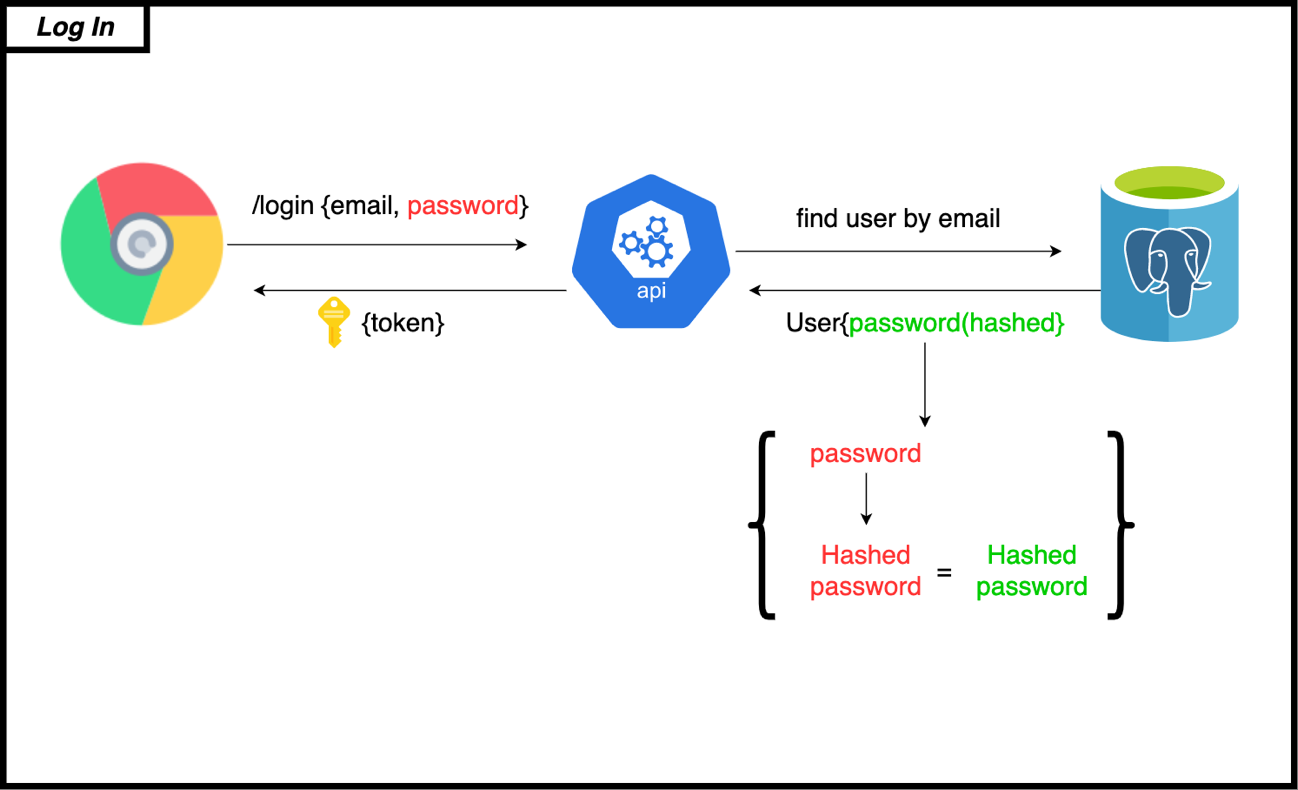 Log In
/login {email, password}
find user by email
api
{token}
User{password(hashed}
password
Hashed
password
=
Hashed
password